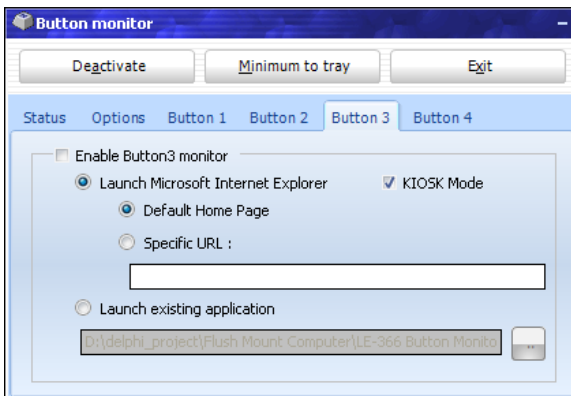 Button monitor
Deactivate Minimum to tray Exit
Status Options Button 1 Button 2 Button 3 Button 4
Enable Button3 monitor
Launch Microsoft Internet Explorer KIOSK Mode
Default Home Page
Specific URL :
Launch existing application
D:\delphi_project\Flush Mount Computer\LE-366 Button Monito
..